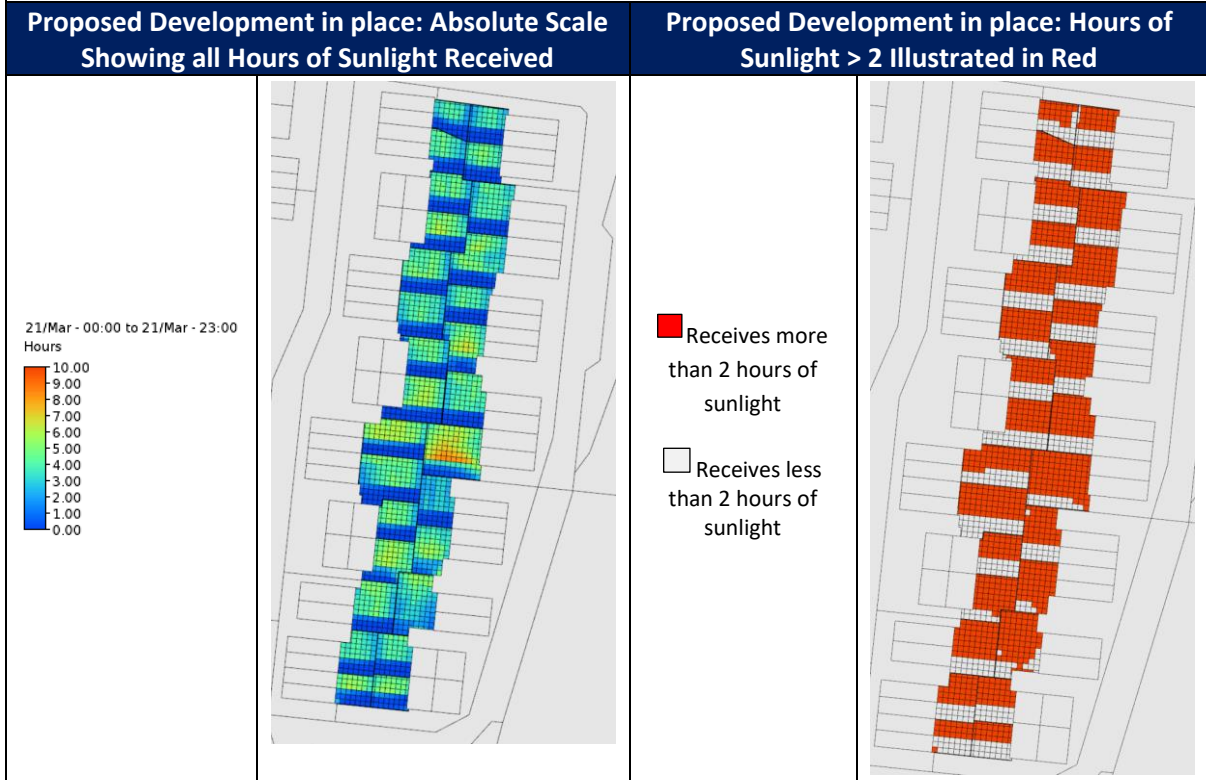 Proposed Development in place: Absolute Scale
Showing all Hours of Sunlight Received
Proposed Development in place: Hours of
Sunlight > 2 Illustrated in Red
21/Mar - 00:00 to 21/Mar - 23:00
Hours
10.00
9.00
8.00
7.00
6.00
5.00
4.00
3.00
2.00
1.00
0.00
Receives more
than 2 hours of
sunlight
Receives less
than 2 hours of
sunlight